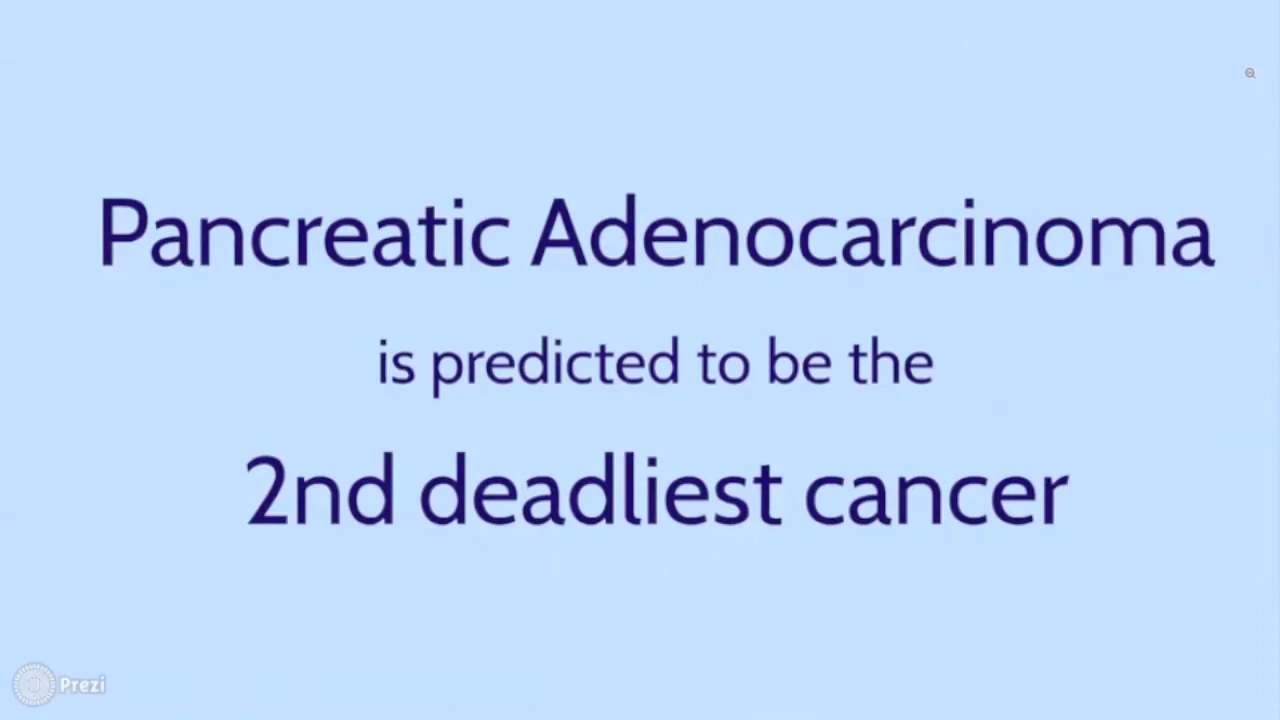 Pancreatic Adenocarcinoma
is predicted to be the
2nd deadliest cancer
Prezi